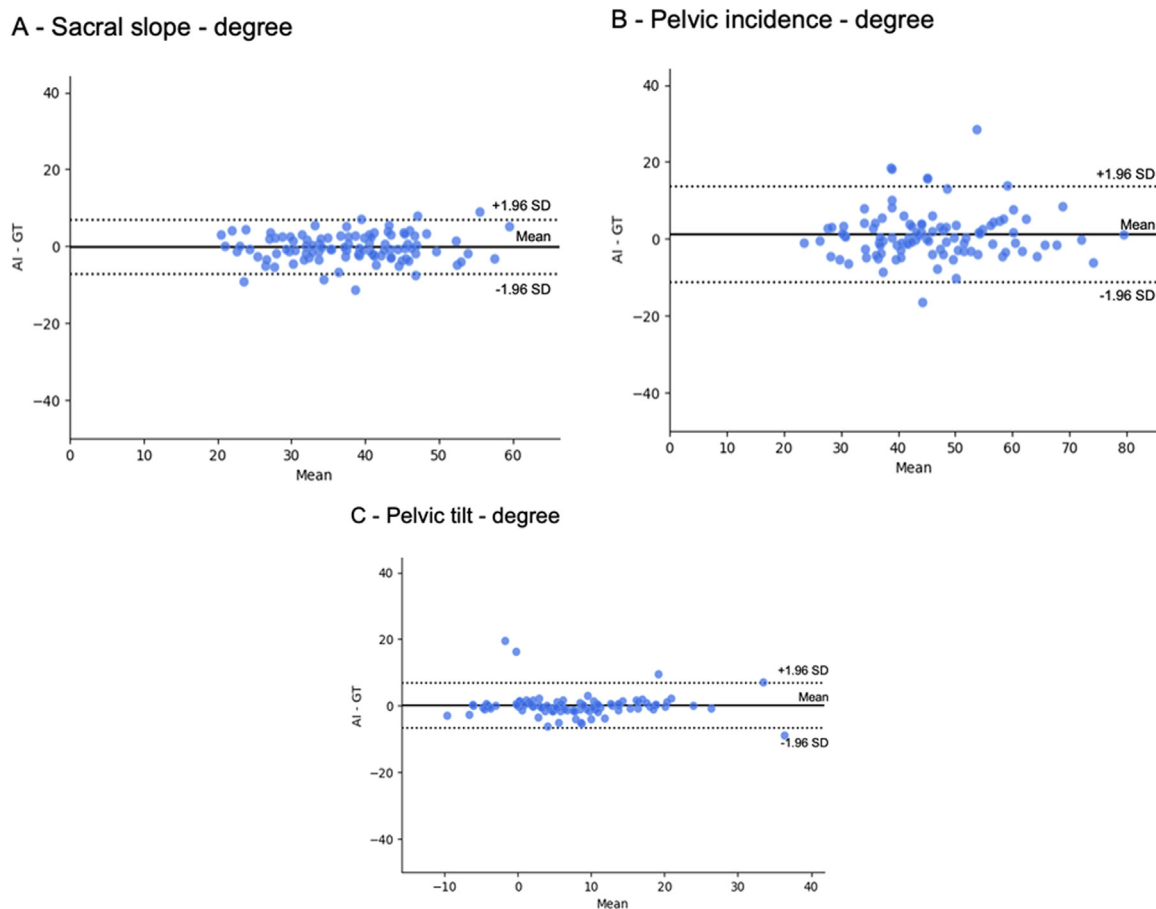 A - Sacral slope - degree
40
20
0
−20
−40
AI - GT
+1.96 SD
Mean
-1.96 SD
0 10 20 30 40 50 60
Mean
B - Pelvic incidence - degree
40
20
0
−20
−40
AI - GT
+1.96 SD
Mean
-1.96 SD
0 10 20 30 40 50 60 70 80
Mean
C - Pelvic tilt - degree
40
20
0
−20
−40
AI - GT
+1.96 SD
Mean
-1.96 SD
−10 0 10 20 30 40
Mean